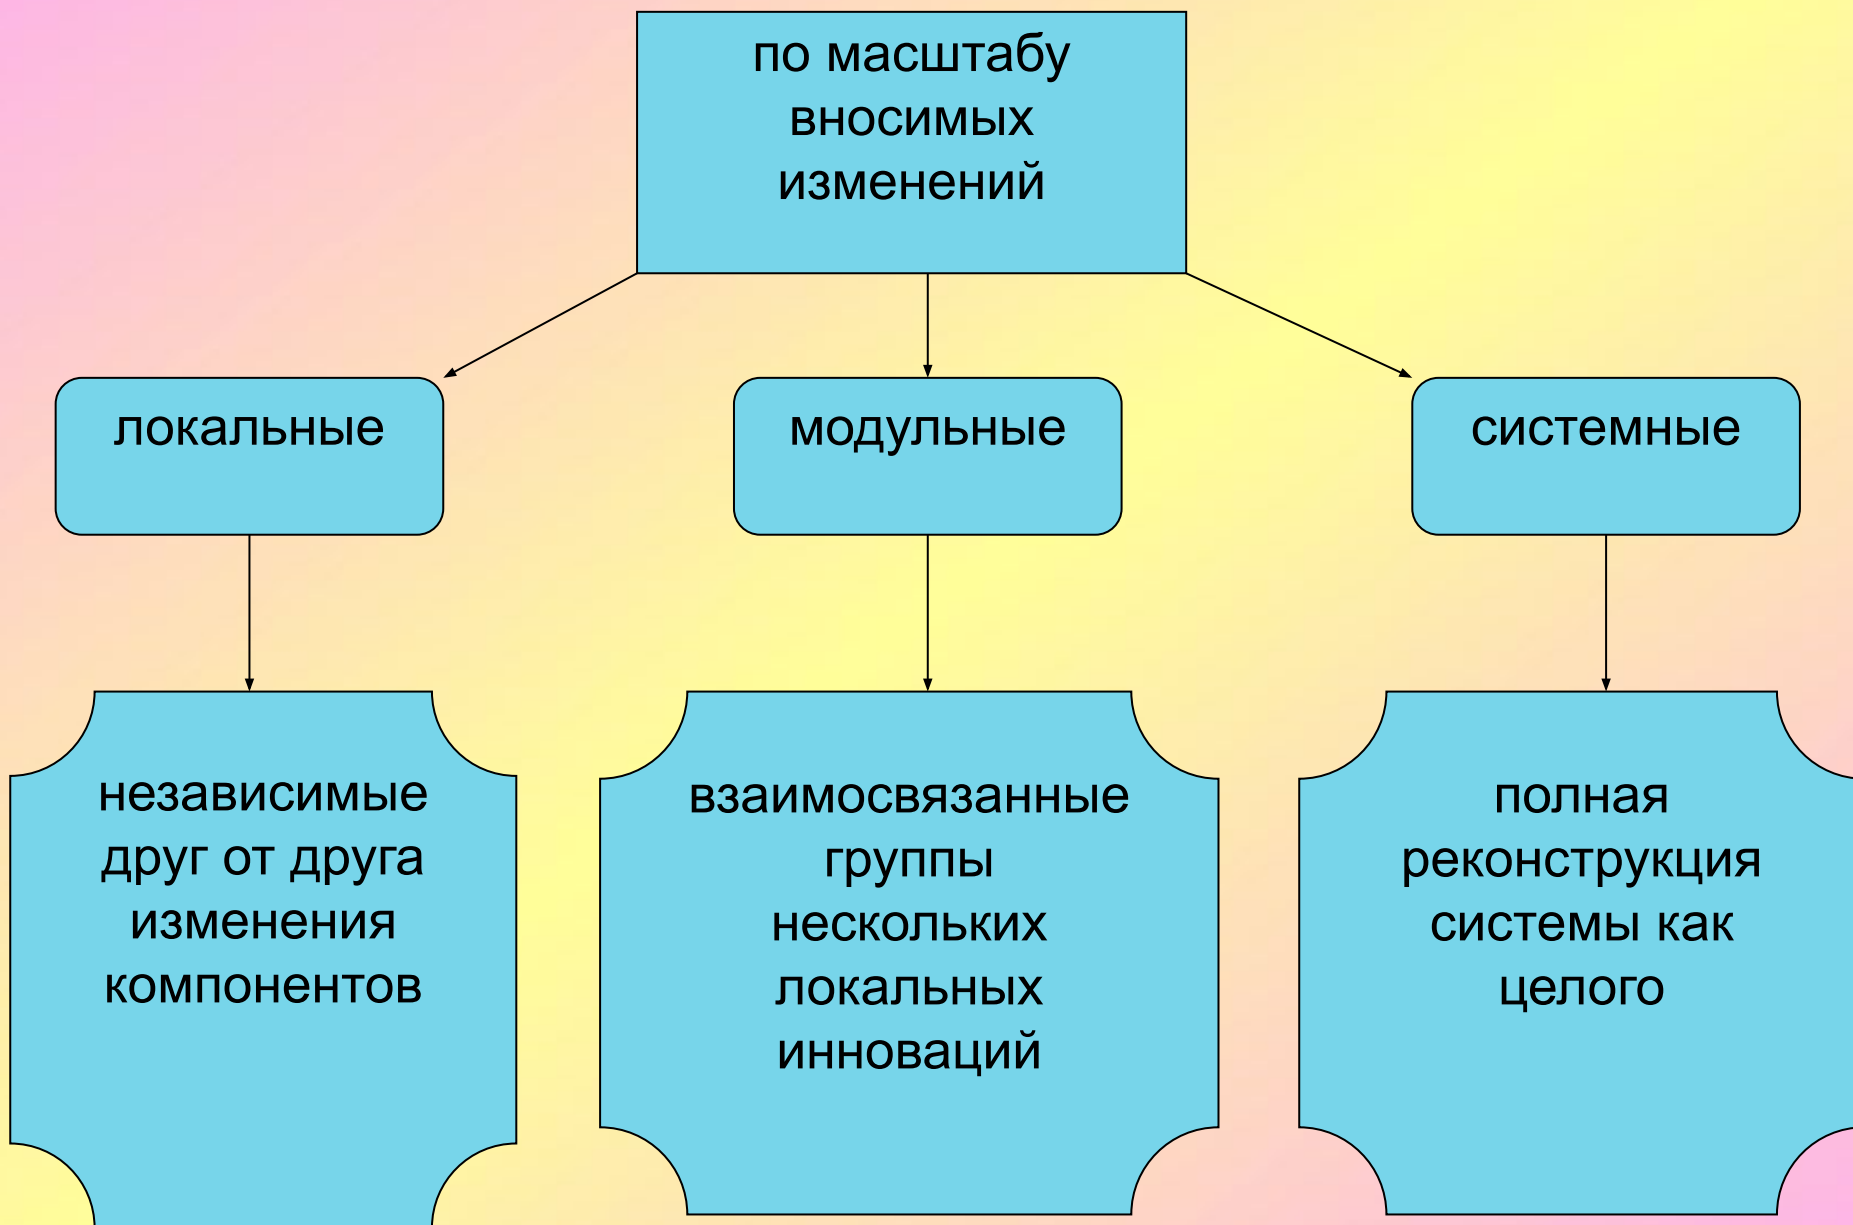 по масштабу
вносимых
изменений
локальные
модульные
системные
независимые
друг от друга
изменения
компонентов
взаимосвязанные
группы
нескольких
локальных
инноваций
полная
реконструкция
системы как
целого